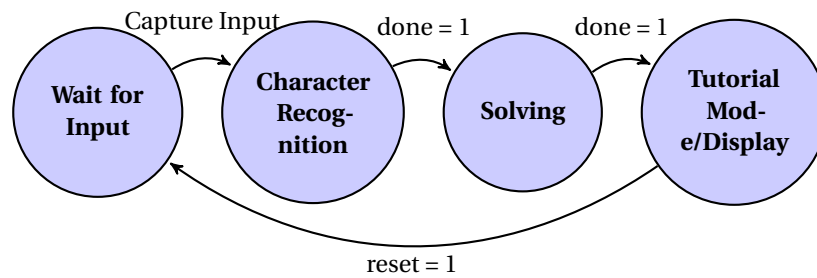 Capture Input
done = 1
done = 1
Wait for
Input
Character
Recog-
nition
Solving
Tutorial
Mod-
e/Display
reset = 1